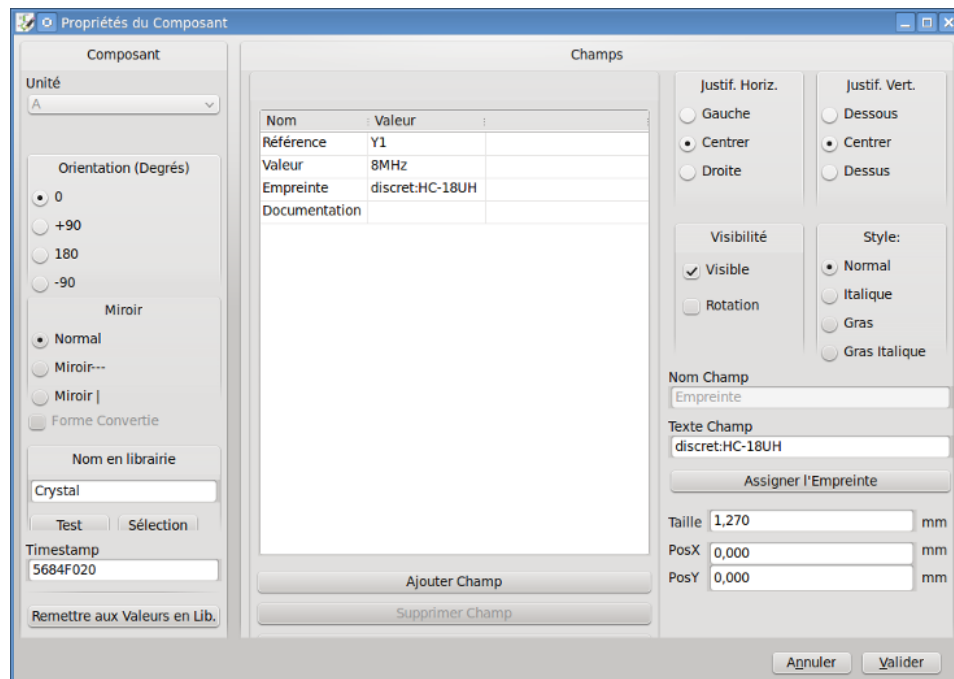 Propriétés du Composant
Composant
Unité
A
Orientation (Degrés)
0
+90
180
-90
Miroir
Normal
Miroir---
Miroir |
Forme Convertie
Nom en librairie
Crystal
Test Sélection
Timestamp
5684F020
Remettre aux Valeurs en Lib.
Champs
Nom Valeur
Référence Y1
Valeur 8MHz
Empreinte discret:HC-18UH
Documentation
Ajouter Champ
Supprimer Champ
Justif. Horiz.
Gauche
Centrer
Droite
Justif. Vert.
Dessous
Centrer
Dessus
Visibilité
Visible
Rotation
Style:
Normal
Italique
Gras
Gras Italique
Nom Champ
Empreinte
Texte Champ
discret:HC-18UH
Assigner l'Empreinte
Taille 1,270 mm
PosX 0,000 mm
PosY 0,000 mm
Annuler Valider